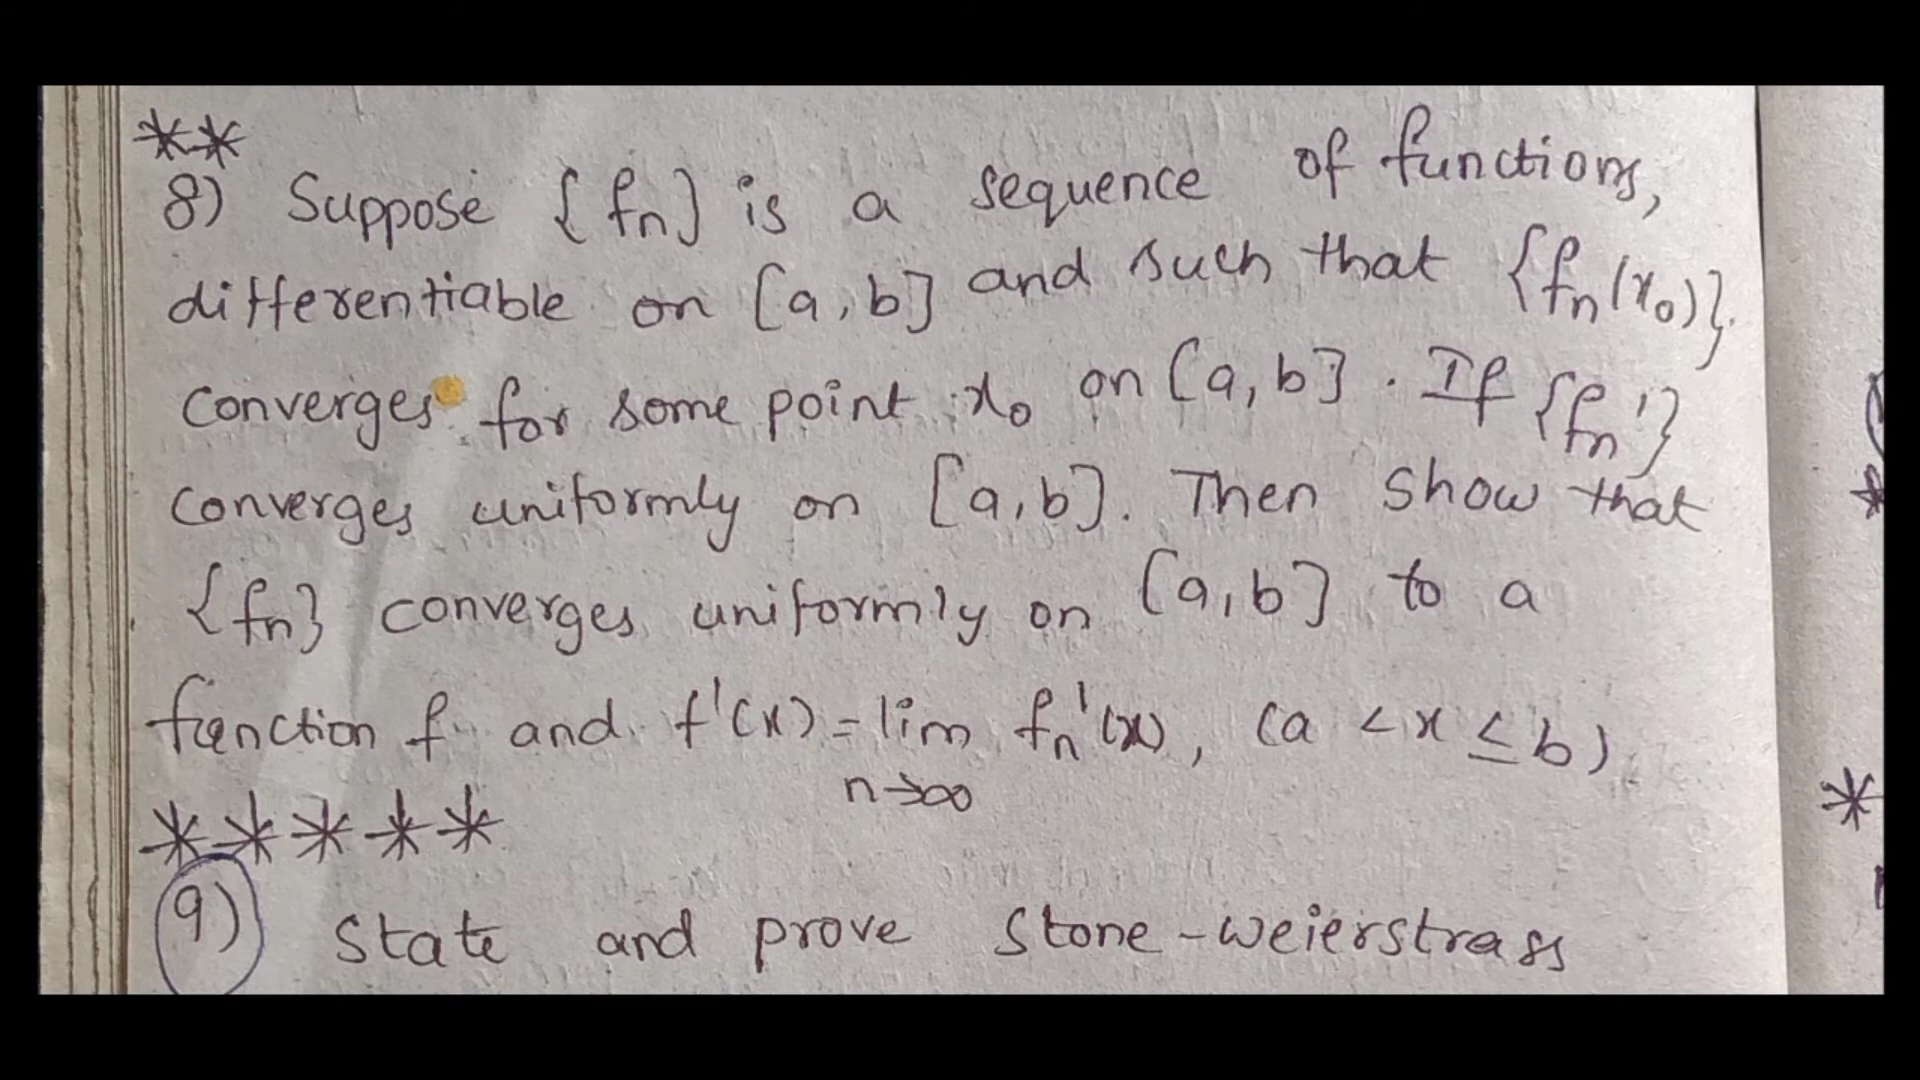 **
8) Suppose {fn} is a sequence of functions,
differentiable on [a,b] and such that {fn(x0)}
converges for some point x0 on [a,b]. If {fn'}
converges uniformly on [a,b]. Then show that
{fn} converges uniformly on [a,b] to a
function f and f'(x) = lim fn'(x), (a < x ≤ b)
n→∞
*****
9) State and prove Stone-weierstrass